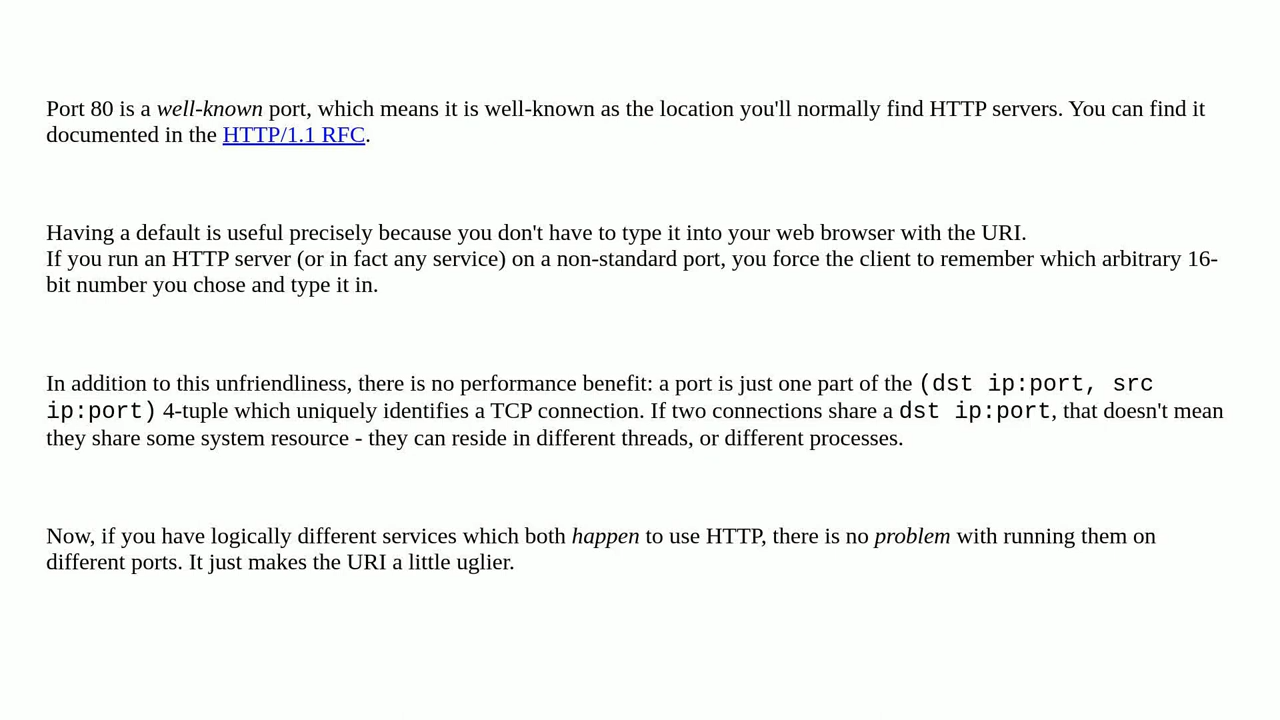 Port 80 is a well-known port, which means it is well-known as the location you'll normally find HTTP servers. You can find it
documented in the HTTP/1.1 RFC.
Having a default is useful precisely because you don't have to type it into your web browser with the URI.
If you run an HTTP server (or in fact any service) on a non-standard port, you force the client to remember which arbitrary 16-
bit number you chose and type it in.
In addition to this unfriendliness, there is no performance benefit: a port is just one part of the (dst ip:port, src
ip:port) 4-tuple which uniquely identifies a TCP connection. If two connections share a dst ip:port, that doesn't mean
they share some system resource - they can reside in different threads, or different processes.
Now, if you have logically different services which both happen to use HTTP, there is no problem with running them on
different ports. It just makes the URI a little uglier.